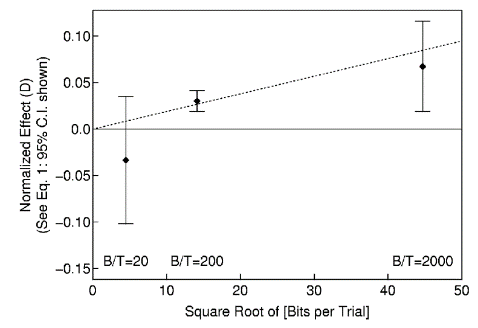 Normalized Effect (D)
(See Eq. 1: 95% C.I. shown)
0.10
0.05
0.0
−0.05
−0.10
−0.15
B/T=20 B/T=200 B/T=2000
0 10 20 30 40 50
Square Root of [Bits per Trial]